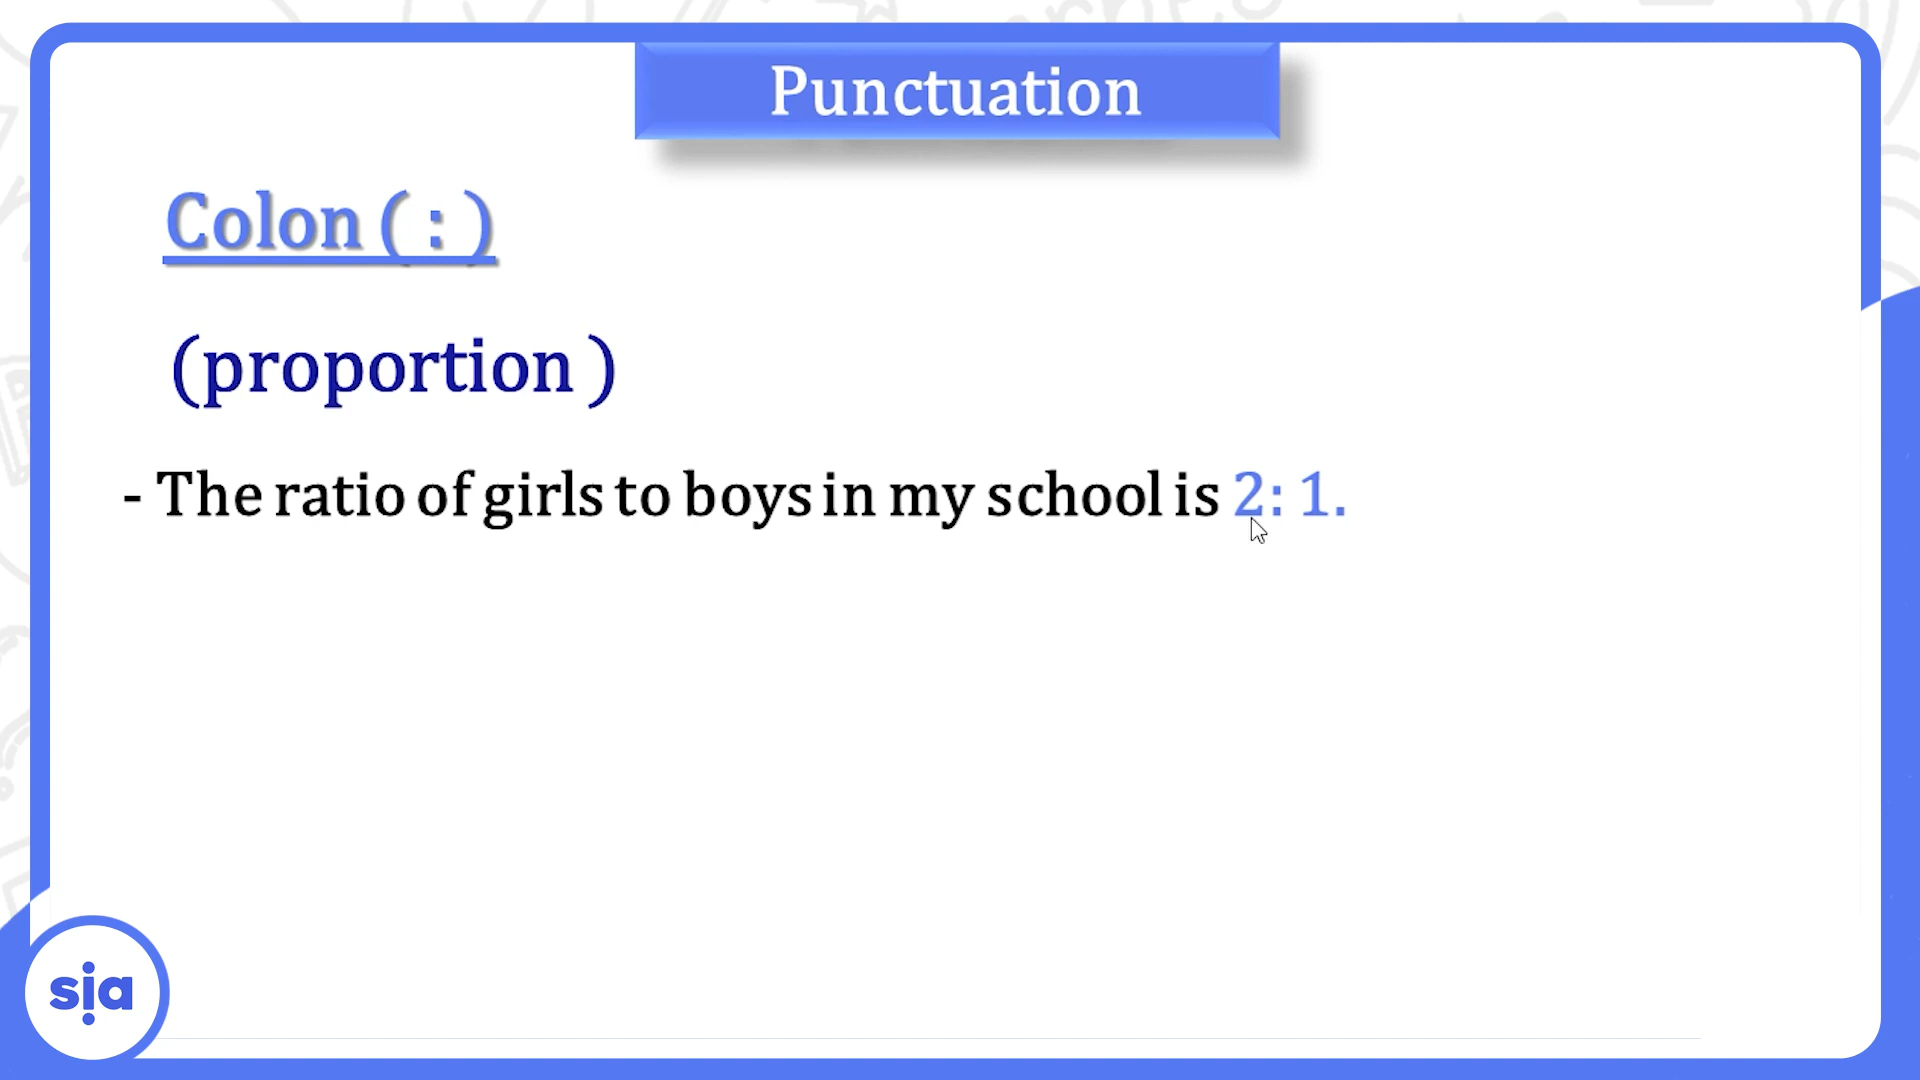 Punctuation
Colon ( : )
(proportion )
- The ratio of girls to boys in my school is 2: 1.
sia